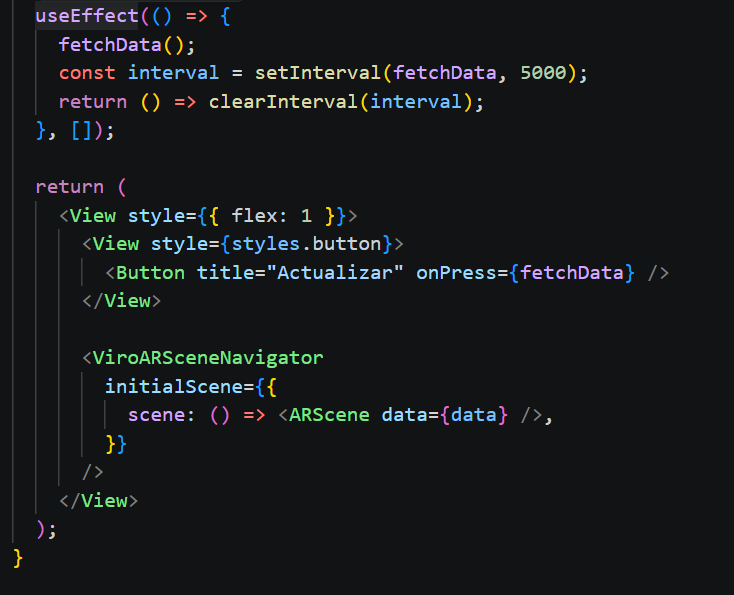 useEffect(() => {
  fetchData();
  const interval = setInterval(fetchData, 5000);
  return () => clearInterval(interval);
}, []);

return (
  <View style={{ flex: 1 }}>
    <View style={styles.button}>
      <Button title="Actualizar" onPress={fetchData} />
    </View>

    <ViroARSceneNavigator
      initialScene={{
        scene: () => <ARScene data={data} />,
      }}
    />
  </View>
);
}